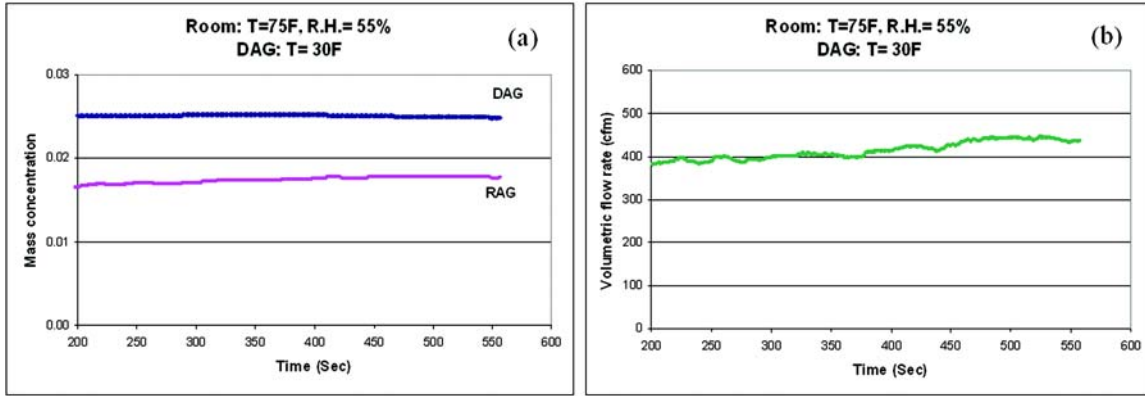 Room: T=75F, R.H.= 55%
DAG: T= 30F
(a)
0.03
0.02
0.01
0.00
Mass concentration
DAG
RAG
200 250 300 350 400 450 500 550 600
Time (Sec)
Room: T=75F, R.H.= 55%
DAG: T= 30F
(b)
600
500
400
300
200
100
0
Volumetric flow rate (cfm)
200 250 300 350 400 450 500 550 600
Time (Sec)